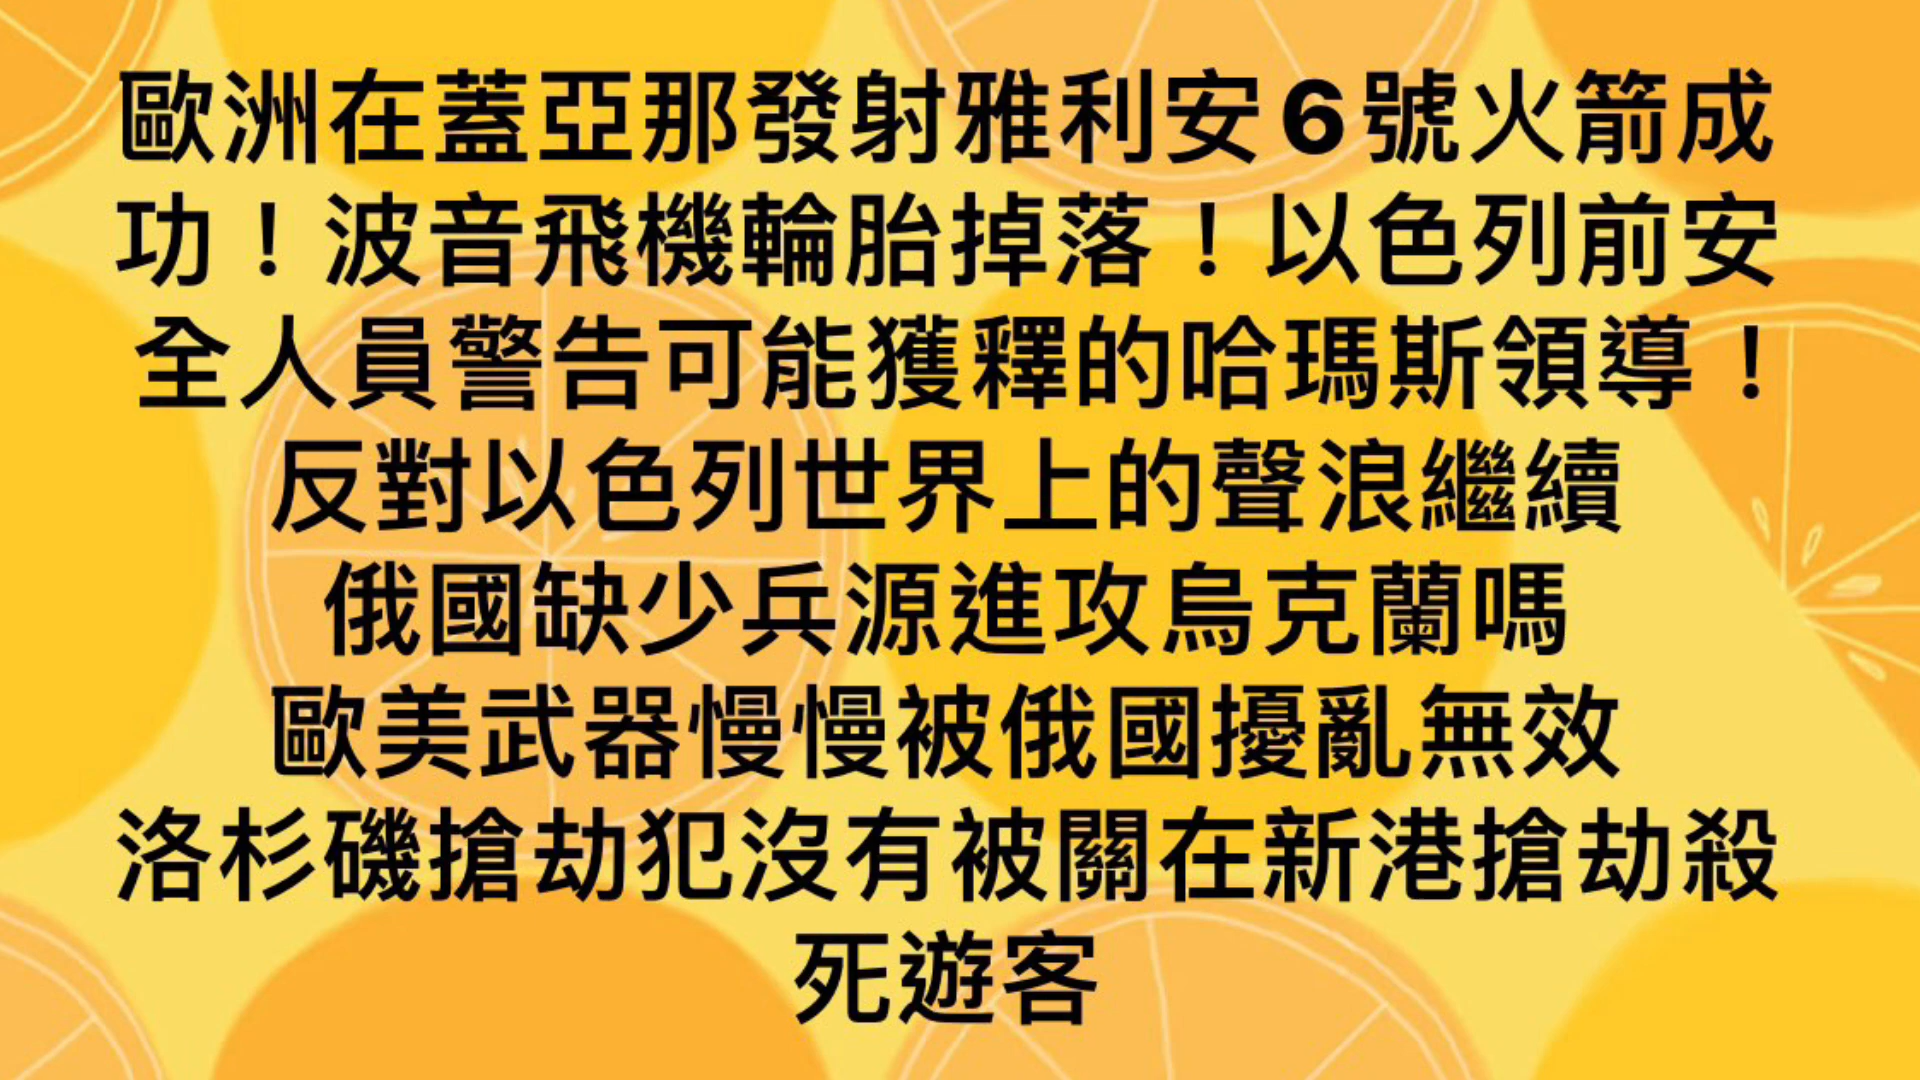 歐洲在蓋亞那發射雅利安6號火箭成
功！波音飛機輪胎掉落！以色列前安
全人員警告可能獲釋的哈瑪斯領導！
反對以色列世界上的聲浪繼續
俄國缺少兵源進攻烏克蘭嗎
歐美武器慢慢被俄國擾亂無效
洛杉磯搶劫犯沒有被關在新港搶劫殺
死遊客